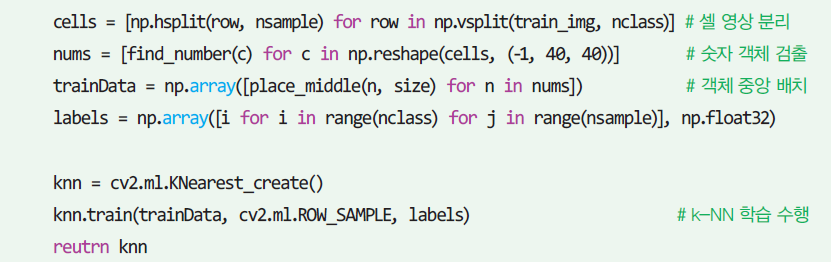 cells = [np.hsplit(row, nsample) for row in np.vsplit(train_img, nclass)] # 셀 영상 분리
nums = [find_number(c) for c in np.reshape(cells, (-1, 40, 40))] # 숫자 객체 검출
trainData = np.array([place_middle(n, size) for n in nums]) # 객체 중앙 배치
labels = np.array([i for i in range(nclass) for j in range(nsample)], np.float32)
knn = cv2.ml.KNearest_create()
knn.train(trainData, cv2.ml.ROW_SAMPLE, labels) # k-NN 학습 수행
reutrn knn